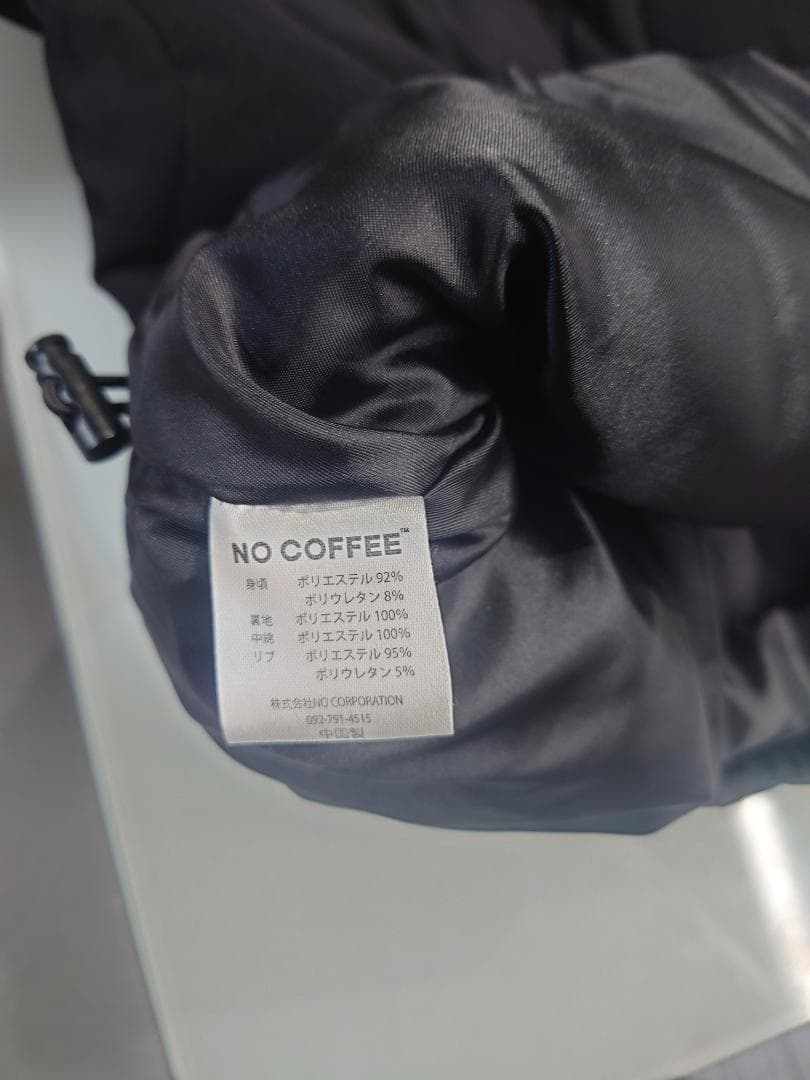 NO COFFEE™
身頃 ポリエステル 92%
ポリウレタン 8%
裏地 ポリエステル 100%
中綿 ポリエステル 100%
リブ ポリエステル 95%
ポリウレタン 5%
株式会社NO CORPORATION
092-791-4515
中国製